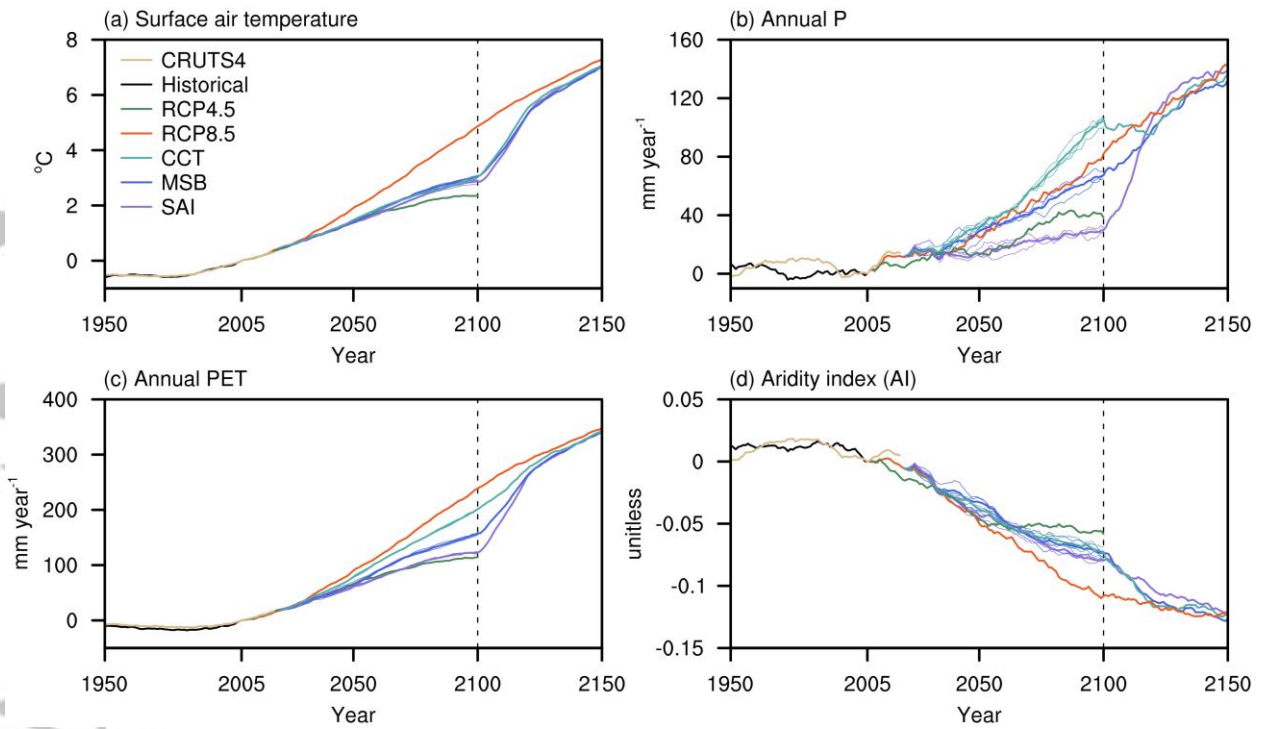 (a) Surface air temperature
8
6
4
2
0
°C
CRUTS4
Historical
RCP4.5
RCP8.5
CCT
MSB
SAI
1950 2005 2050 2100 2150
Year
(b) Annual P
160
120
80
40
0
mm year-1
1950 2005 2050 2100 2150
Year
(c) Annual PET
400
300
200
100
0
mm year-1
1950 2005 2050 2100 2150
Year
(d) Aridity index (AI)
0.05
0
-0.05
-0.1
-0.15
unitless
1950 2005 2050 2100 2150
Year